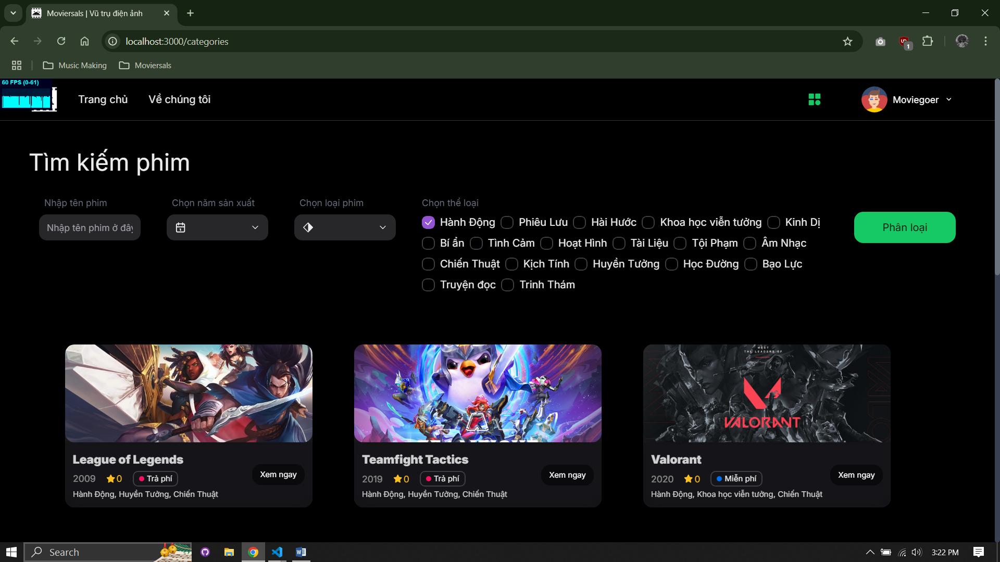 Moviersals | Vũ trụ điện ảnh
localhost:3000/categories
1
Music Making
Moviersals
60 FPS (0-61)
Trang chủ
Về chúng tôi
Moviegoer
Tìm kiếm phim
Nhập tên phim
Chọn năm sản xuất
Chọn loại phim
Chọn thể loại
Nhập tên phim ở đây
Hành Động
Phiêu Lưu
Hài Hước
Khoa học viễn tưởng
Kinh Dị
Bí ẩn
Tình Cảm
Hoạt Hình
Tài Liệu
Tội Phạm
Âm Nhạc
Chiến Thuật
Kịch Tính
Huyền Tưởng
Học Đường
Bạo Lực
Truyện đọc
Trinh Thám
Phân loại
MEET
THE LEADERS OF
VALORANT
League of Legends
2009
0
Trả phí
Hành Động, Huyền Tưởng, Chiến Thuật
Xem ngay
Teamfight Tactics
2019
0
Trả phí
Hành Động, Huyền Tưởng, Chiến Thuật
Xem ngay
Valorant
2020
0
Miễn phí
Hành Động, Khoa học viễn tưởng, Chiến Thuật
Xem ngay
Search
3:22 PM